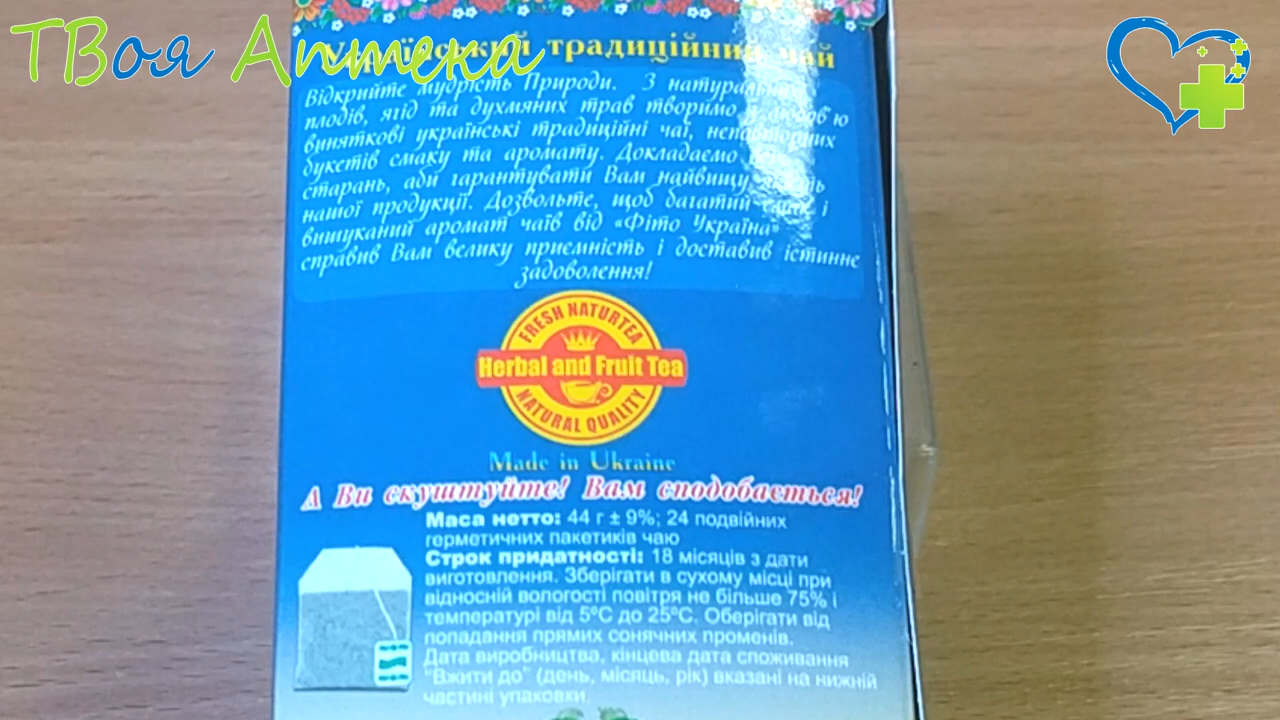 ТВоя Аптека
Український традиційний чай
Відкрийте мудрість Природи. З
плодів, ягід та духмяних трав творимо
виняткові українські традиційні чаї,
букетів смаку та аромату. Докладаємо
старань, аби гарантувати Вам найвищу
нашої продукції. Дозвольте, щоб багатий і
вишуканий аромат чаїв від «Фіто Україна»
справив Вам велику приємність і доставив істинне
задоволення!
FRESH NATURTEA
Herbal and Fruit Tea
NATURAL QUALITY
Made in Ukraine
А Ви скуштуйте! Вам сподобається!
Маса нетто: 44 г ± 9%; 24 подвійних
герметичних пакетиків чаю
Строк придатності: 18 місяців з дати
виготовлення. Зберігати в сухому місці при
відносній вологості повітря не більше 75% і
температурі від 5ºС до 25ºС. Оберігати від
попадання прямих сонячних променів.
Дата виробництва, кінцева дата споживання
"Вжити до" (день, місяць, рік) вказані на нижній
частині упаковки.